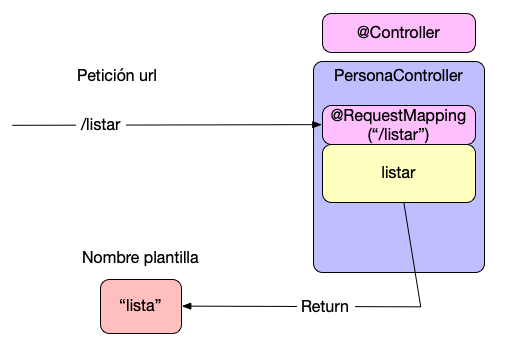 @Controller
Petición url
PersonaController
/listar
@RequestMapping
(“/listar”)
listar
Nombre plantilla
“lista”
Return